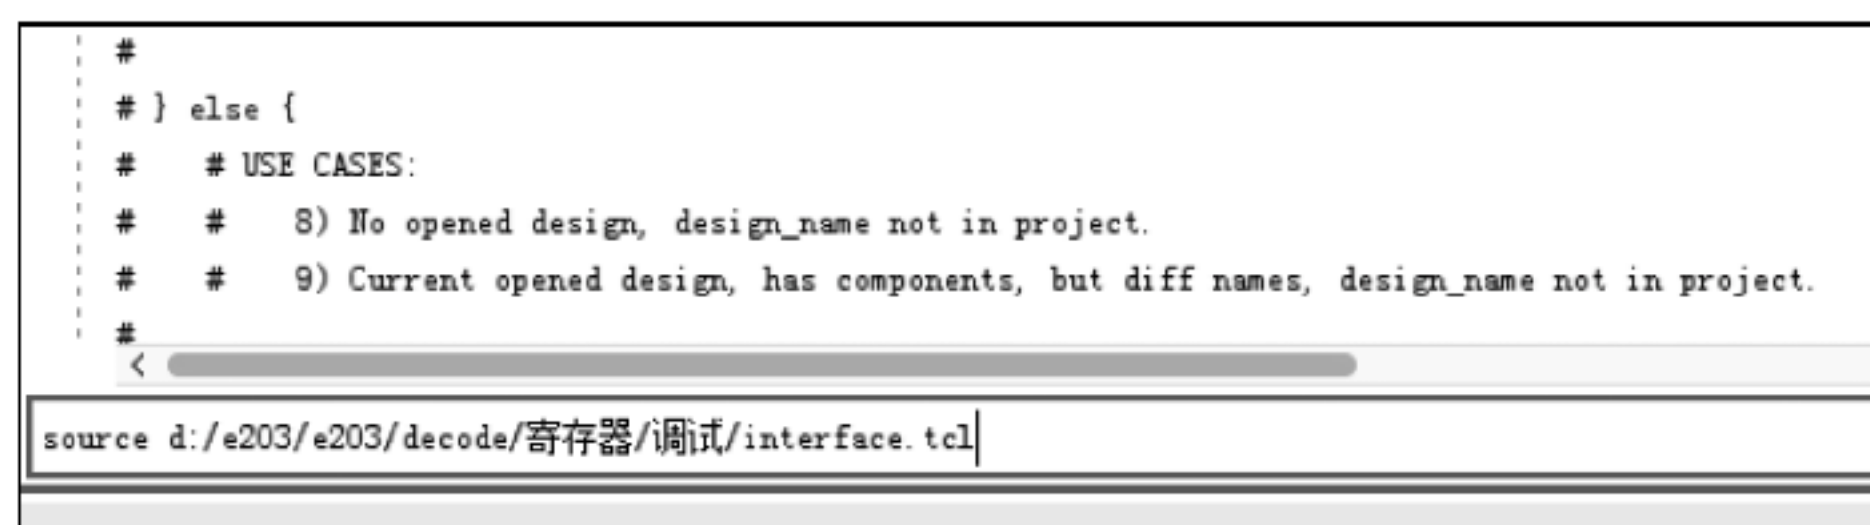 #
# } else {
#    # USE CASES:
#    #    8) No opened design, design_name not in project.
#    #    9) Current opened design, has components, but diff names, design_name not in project.
#
source d:/e203/e203/decode/寄存器/调试/interface.tcl